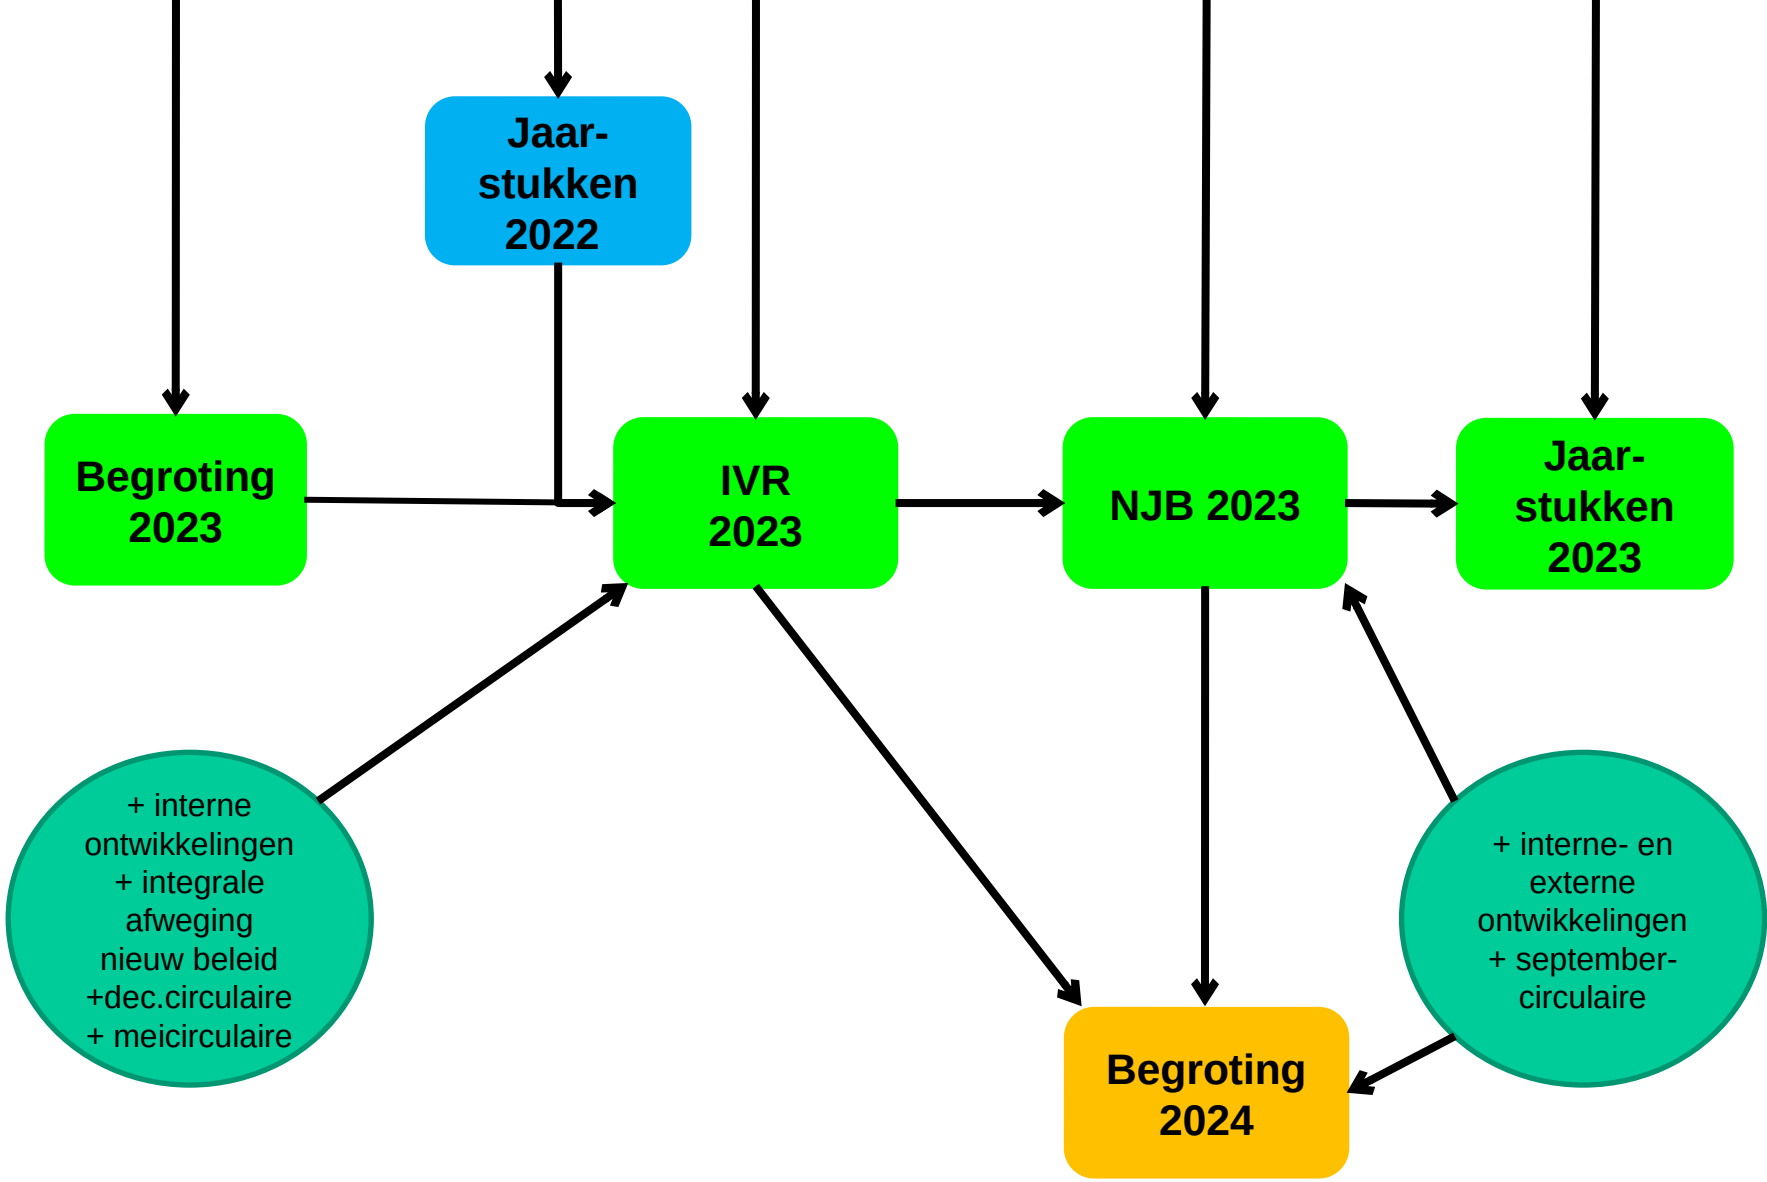 Jaar-
stukken
2022
Begroting
2023
IVR
2023
NJB 2023
Jaar-
stukken
2023
+ interne
ontwikkelingen
+ integrale
afweging
nieuw beleid
+dec.circulaire
+ meicirculaire
+ interne- en
externe
ontwikkelingen
+ september-
circulaire
Begroting
2024